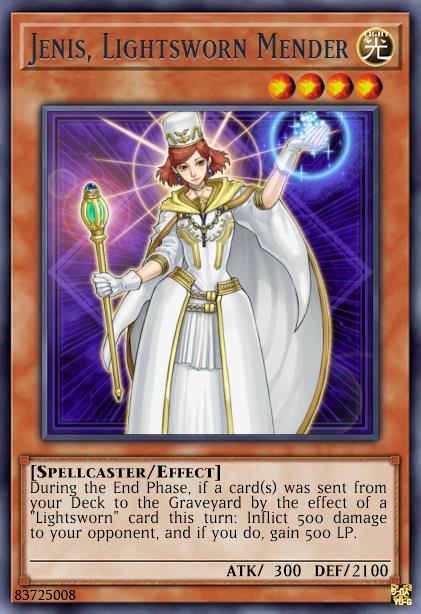 Jenis, Lightsworn Mender
LIGHT
光
[Spellcaster/Effect]
During the End Phase, if a card(s) was sent from
your Deck to the Graveyard by the effect of a
"Lightsworn" card this turn: Inflict 500 damage
to your opponent, and if you do, gain 500 LP.
ATK/ 300 DEF/2100
83725008